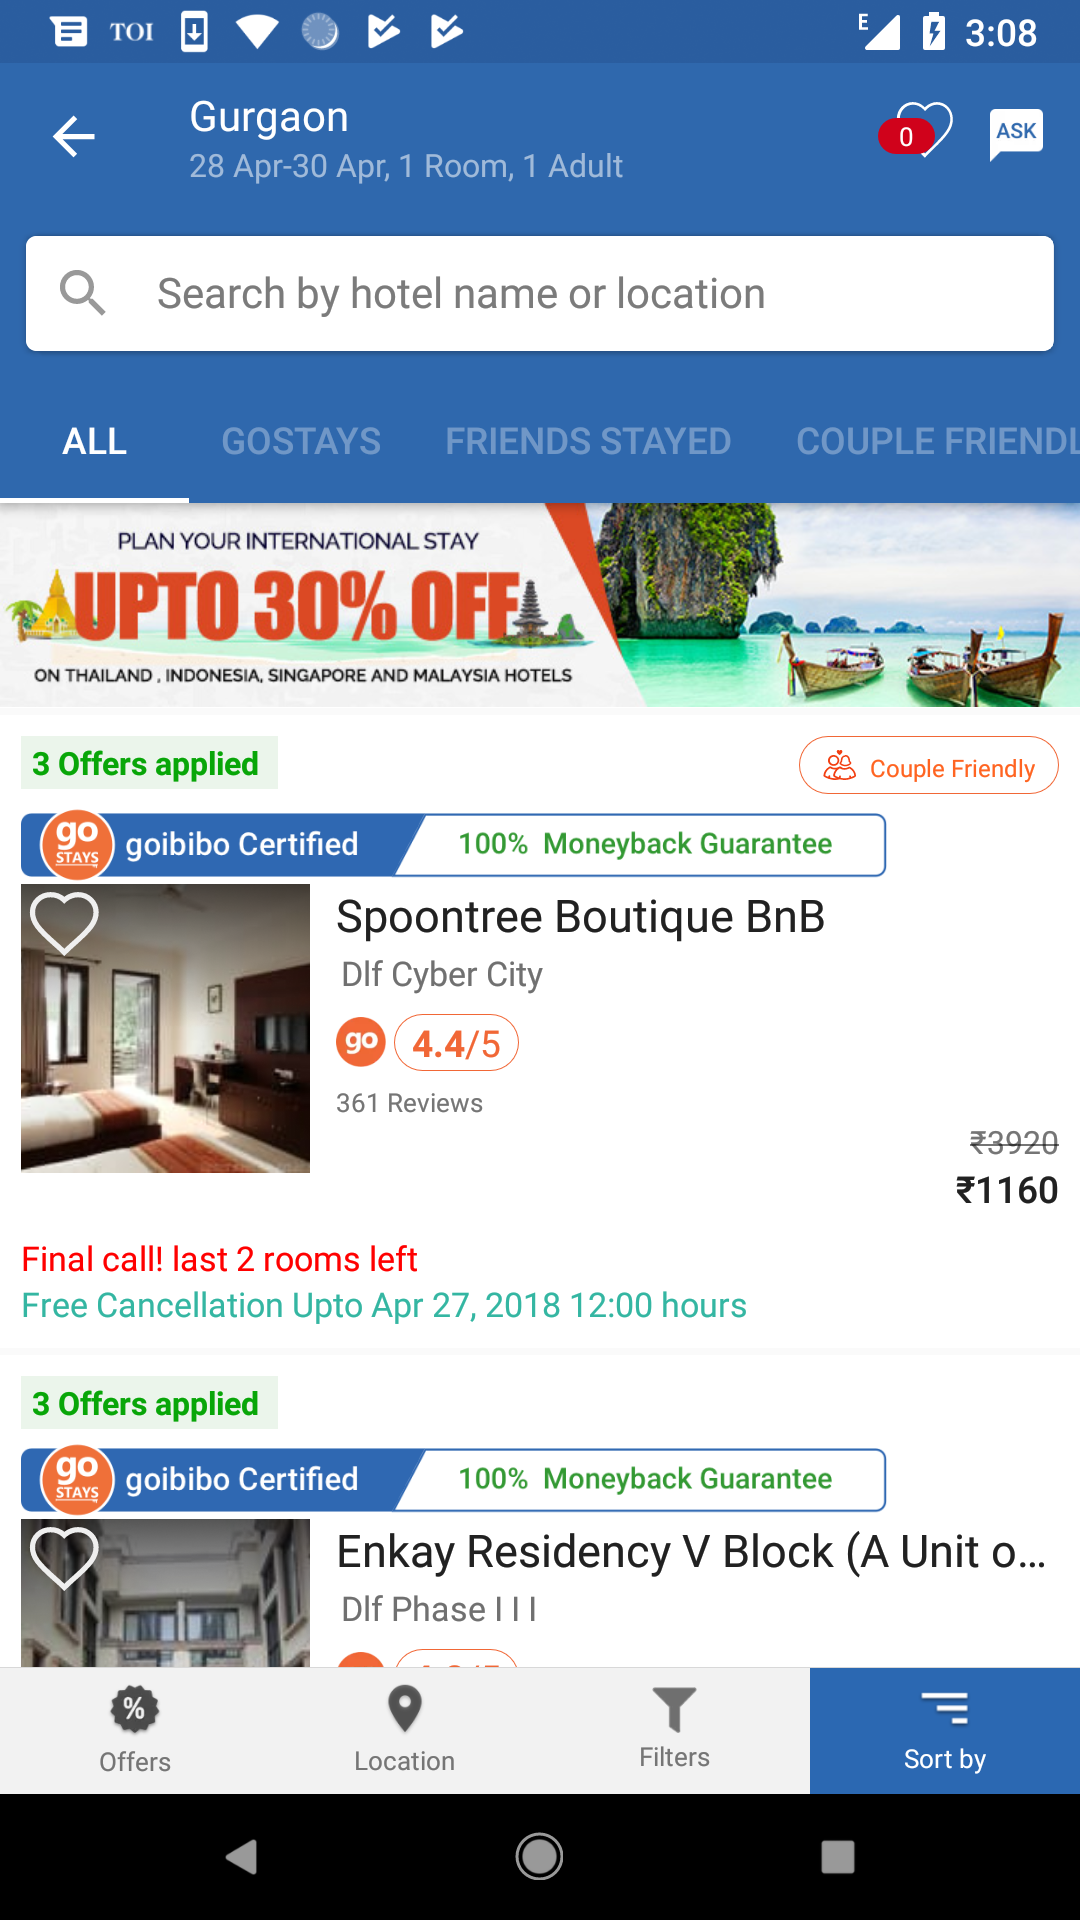 TOI
E
3:08
Gurgaon
28 Apr-30 Apr, 1 Room, 1 Adult
0
ASK
Search by hotel name or location
ALL
GOSTAYS
FRIENDS STAYED
COUPLE FRIENDL
PLAN YOUR INTERNATIONAL STAY
UPTO 30% OFF
ON THAILAND , INDONESIA, SINGAPORE AND MALAYSIA HOTELS
3 Offers applied
Couple Friendly
go
STAYS
goibibo Certified
100% Moneyback Guarantee
Spoontree Boutique BnB
Dlf Cyber City
go
4.4/5
361 Reviews
₹3920
₹1160
Final call! last 2 rooms left
Free Cancellation Upto Apr 27, 2018 12:00 hours
3 Offers applied
go
STAYS
goibibo Certified
100% Moneyback Guarantee
Enkay Residency V Block (A Unit o...
Dlf Phase I I I
%
Offers
Location
Filters
Sort by